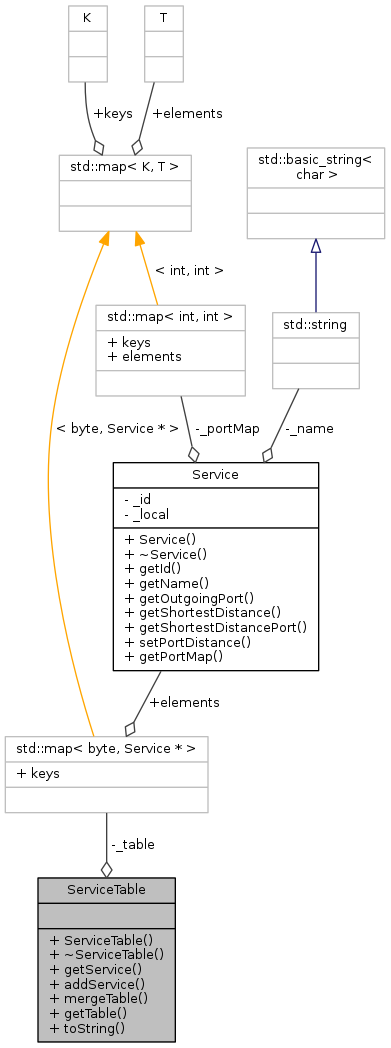 K
T
+keys
+elements
std::map< K, T >
std::basic_string<
char >
< int, int >
std::map< int, int >
+ keys
+ elements
std::string
< byte, Service * >
-_portMap
-_name
Service
- _id
- _local
+ Service()
+ ~Service()
+ getId()
+ getName()
+ getOutgoingPort()
+ getShortestDistance()
+ getShortestDistancePort()
+ setPortDistance()
+ getPortMap()
+elements
std::map< byte, Service * >
+ keys
-_table
ServiceTable
+ ServiceTable()
+ ~ServiceTable()
+ getService()
+ addService()
+ mergeTable()
+ getTable()
+ toString()